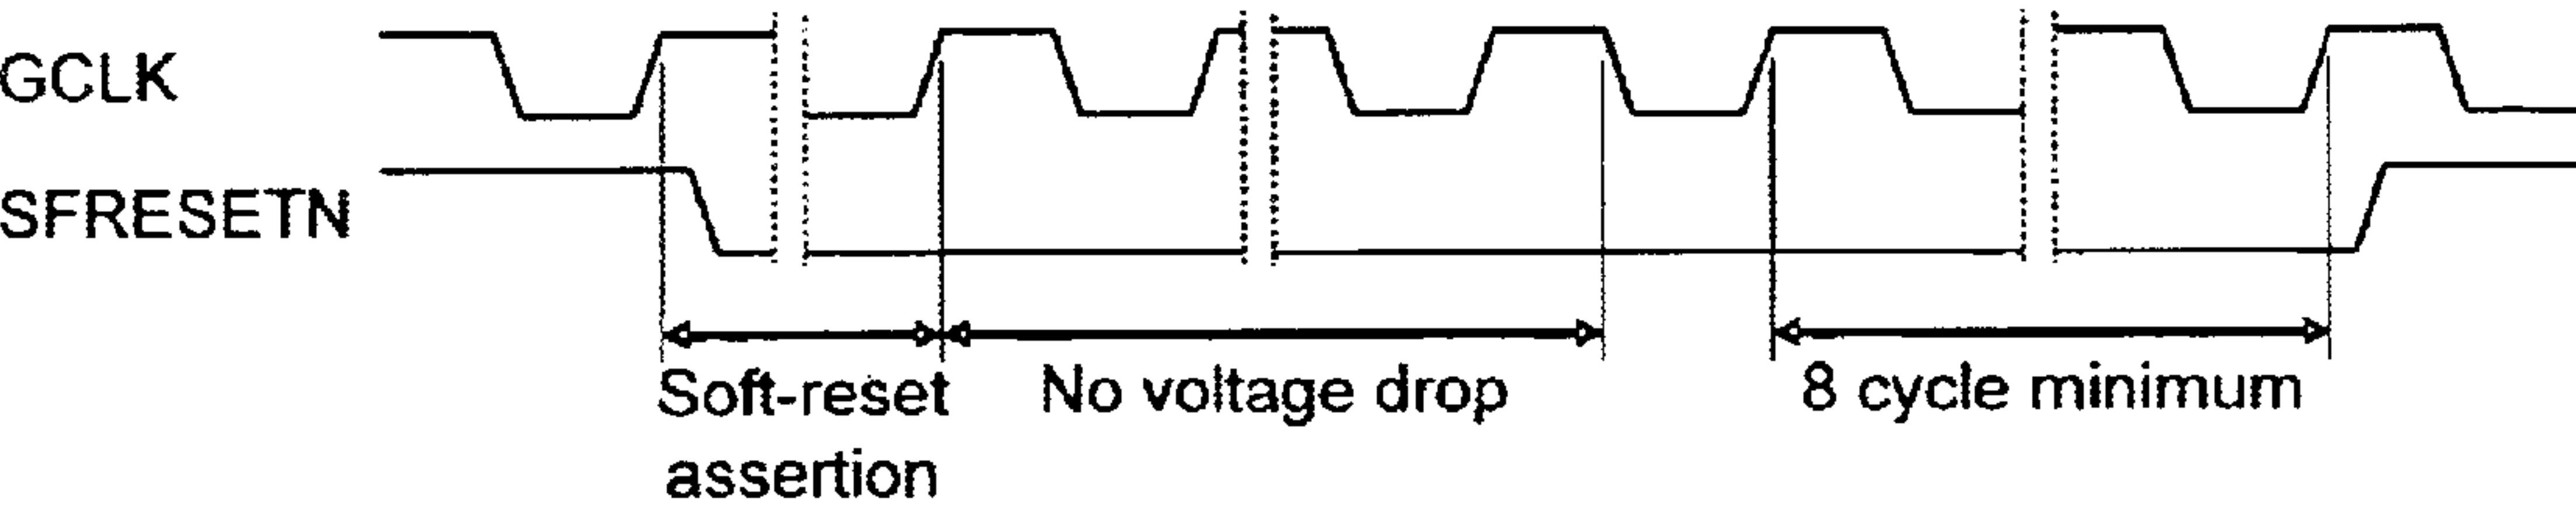 GCLK
SFRESETN
Soft-reset
assertion
No voltage drop
8 cycle minimum